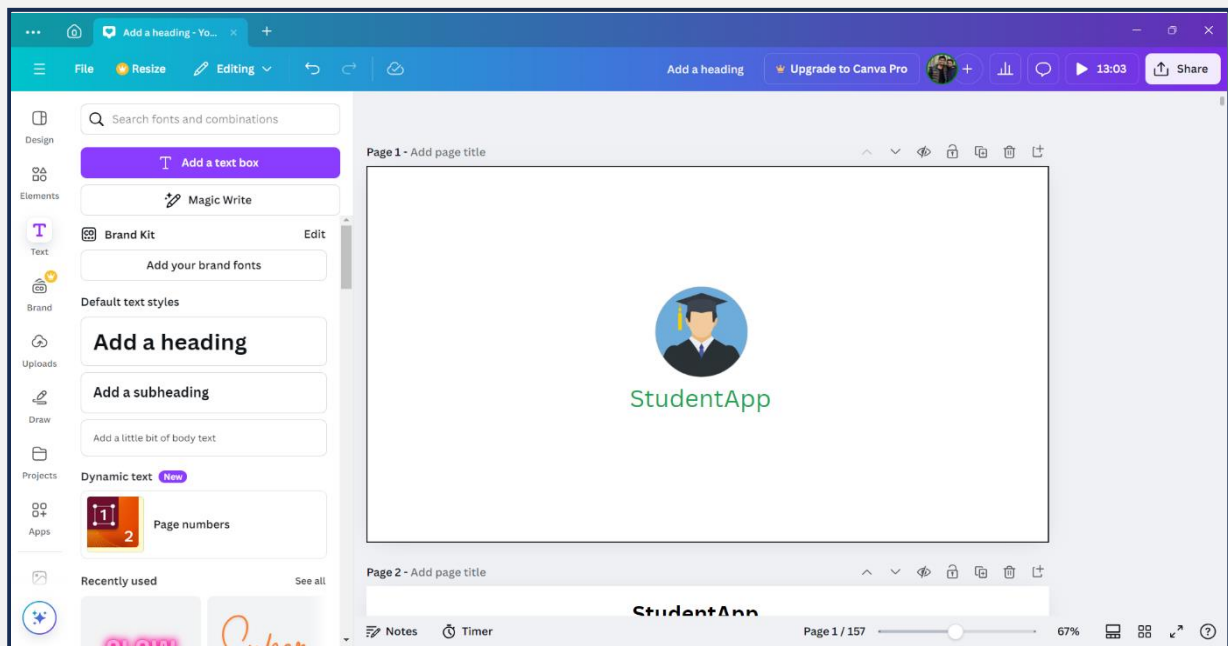 Add a heading - Yo...
File
Resize
Editing
Add a heading
Upgrade to Canva Pro
13:03
Share
Design
Elements
Text
Brand
Uploads
Draw
Projects
Apps
Search fonts and combinations
Add a text box
Magic Write
Brand Kit
Edit
Add your brand fonts
Default text styles
Add a heading
Add a subheading
Add a little bit of body text
Dynamic text New
1
2
Page numbers
Recently used
See all
Page 1 - Add page title
StudentApp
Page 2 - Add page title
StudentApp
Notes
Timer
Page 1 / 157
67%